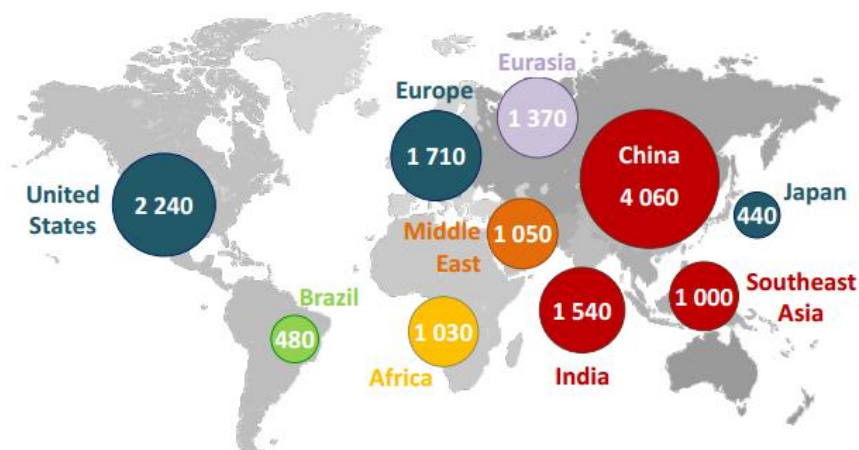 Eurasia
1 370
Europe
1 710
China
4 060
United
States
2 240
Japan
440
Middle
East
1 050
Southeast
Asia
1 000
Brazil
480
Africa
1 030
India
1 540